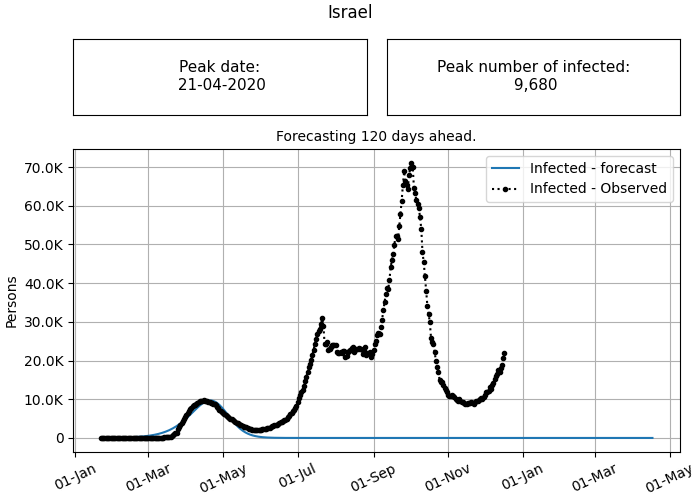 Israel
Peak date:
21-04-2020
Peak number of infected:
9,680
Forecasting 120 days ahead.
Infected - forecast
Infected - Observed
Persons
70.0K
60.0K
50.0K
40.0K
30.0K
20.0K
10.0K
0
01-Jan
01-Mar
01-May
01-Jul
01-Sep
01-Nov
01-Jan
01-Mar
01-May